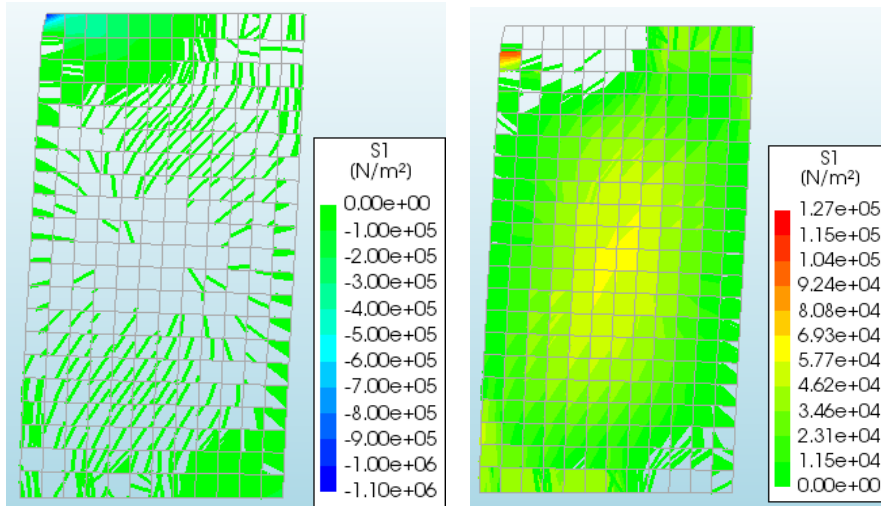 S1
(N/m²)
0.00e+00
-1.00e+05
-2.00e+05
-3.00e+05
-4.00e+05
-5.00e+05
-6.00e+05
-7.00e+05
-8.00e+05
-9.00e+05
-1.00e+06
-1.10e+06
S1
(N/m²)
1.27e+05
1.15e+05
1.04e+05
9.24e+04
8.08e+04
6.93e+04
5.77e+04
4.62e+04
3.46e+04
2.31e+04
1.15e+04
0.00e+00